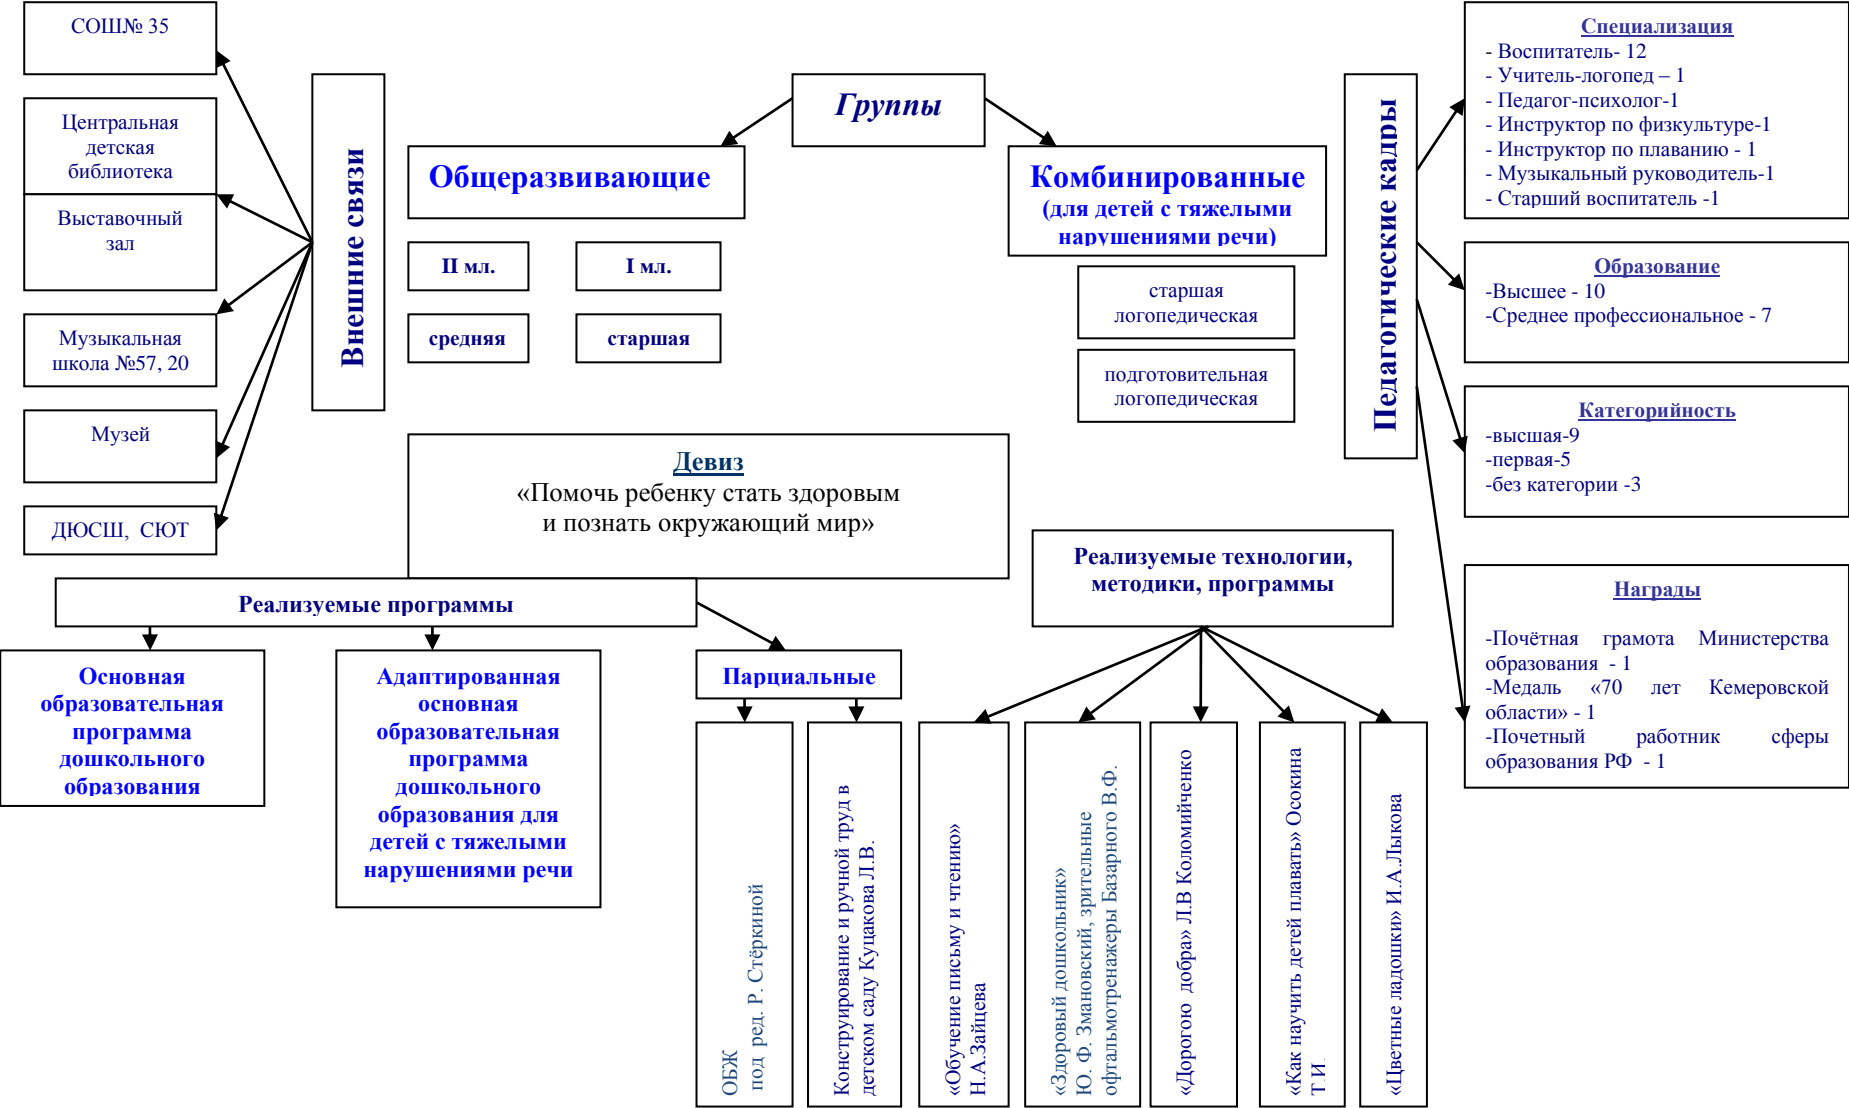 СОШ№ 35
Центральная
детская
библиотека
Выставочный
зал
Музыкальная
школа №57, 20
Музей
ДЮСШ, СЮТ
Внешние связи
Группы
Общеразвивающие
II мл.
I мл.
средняя
старшая
Комбинированные
(для детей с тяжелыми
нарушениями речи)
старшая
логопедическая
подготовительная
логопедическая
Педагогические кадры
Специализация
- Воспитатель- 12
- Учитель-логопед – 1
- Педагог-психолог-1
- Инструктор по физкультуре-1
- Инструктор по плаванию - 1
- Музыкальный руководитель-1
- Старший воспитатель -1
Образование
-Высшее - 10
-Среднее профессиональное - 7
Категорийность
-высшая-9
-первая-5
-без категории -3
Награды
-Почётная грамота Министерства
образования - 1
-Медаль «70 лет Кемеровской
области» - 1
-Почетный работник сферы
образования РФ - 1
Девиз
«Помочь ребенку стать здоровым
и познать окружающий мир»
Реализуемые программы
Основная
образовательная
программа
дошкольного
образования
Адаптированная
основная
образовательная
программа
дошкольного
образования для
детей с тяжелыми
нарушениями речи
Парциальные
ОБЖ
под ред. Р. Стёркиной
Конструирование и ручной труд в
детском саду Куцакова Л.В.
Реализуемые технологии,
методики, программы
«Обучение письму и чтению»
Н.А.Зайцева
«Здоровый дошкольник»
Ю. Ф. Змановский, зрительные
офтальмотренажеры Базарного В.Ф.
«Дорогою добра» Л.В Коломийченко
«Как научить детей плавать» Осокина
Т.И.
«Цветные ладошки» И.А.Лыкова